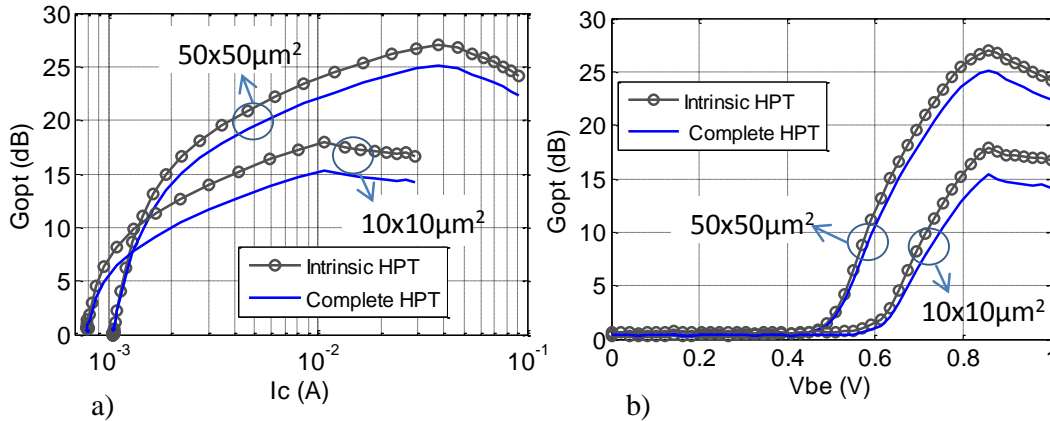 30
25
20
15
10
5
0
Gopt (dB)
50x50µm²
10x10µm²
Intrinsic HPT
Complete HPT
10⁻³
10⁻²
10⁻¹
Ic (A)
a)
30
25
20
15
10
5
0
Gopt (dB)
Intrinsic HPT
Complete HPT
50x50µm²
10x10µm²
0
0.2
0.4
0.6
0.8
1
Vbe (V)
b)